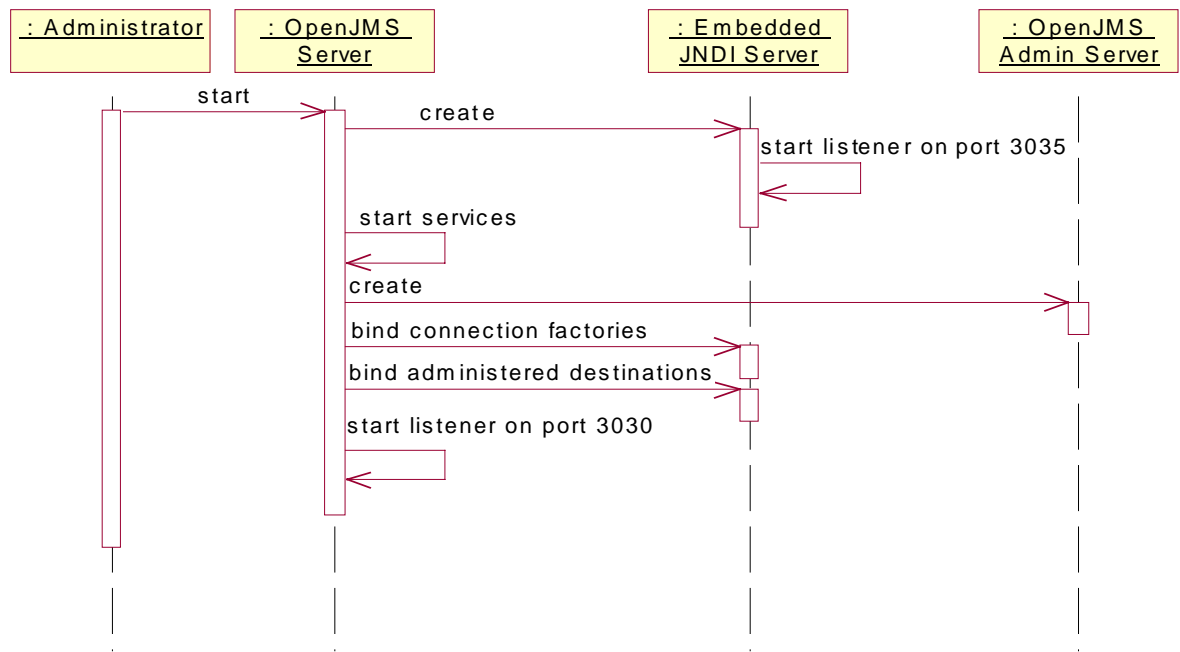 : Administrator
: OpenJMS
Server
: Embedded
JNDI Server
: OpenJMS
Admin Server
start
create
start listener on port 3035
start services
create
bind connection factories
bind administered destinations
start listener on port 3030